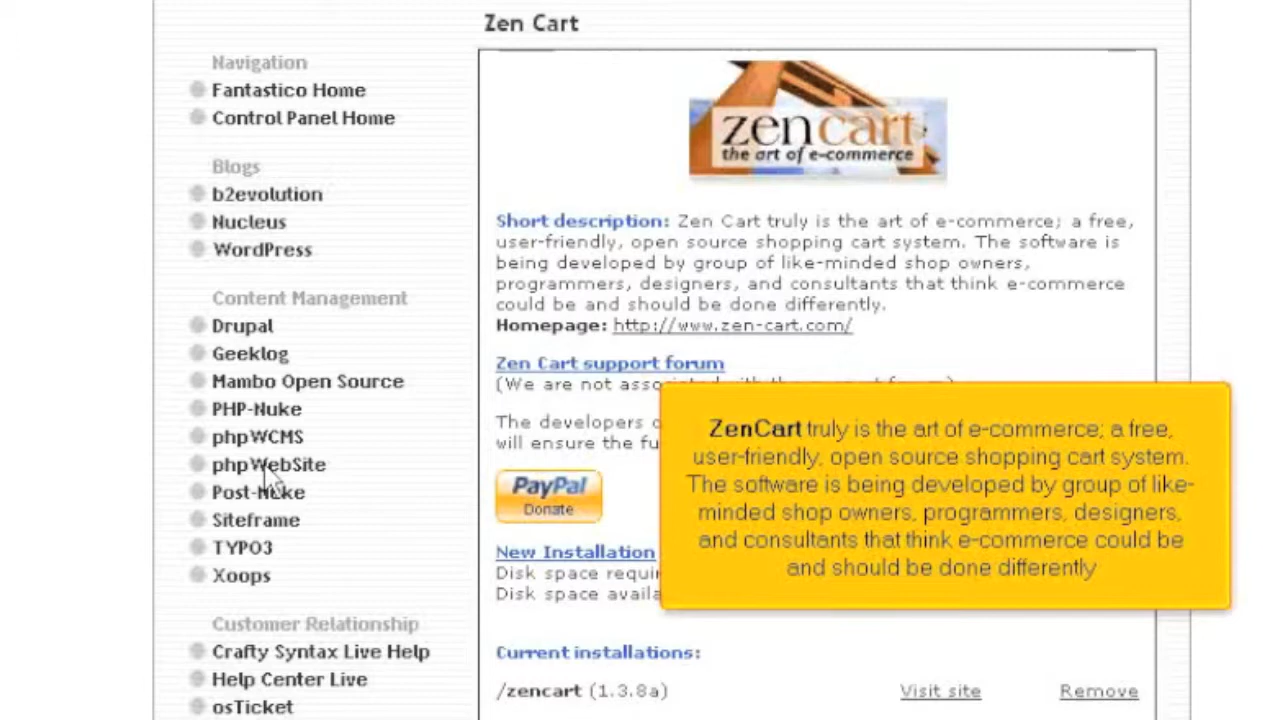 Zen Cart
Navigation
Fantastico Home
Control Panel Home
Blogs
b2evolution
Nucleus
WordPress
Content Management
Drupal
Geeklog
Mambo Open Source
PHP-Nuke
phpWCMS
phpWebSite
Post-Nuke
Siteframe
TYPO3
Xoops
Customer Relationship
Crafty Syntax Live Help
Help Center Live
osTicket
zen cart
the art of e-commerce
Short description: Zen Cart truly is the art of e-commerce; a free,
user-friendly, open source shopping cart system. The software is
being developed by group of like-minded shop owners,
programmers, designers, and consultants that think e-commerce
could be and should be done differently.
Homepage: http://www.zen-cart.com/
Zen Cart support forum
(We are not
The developers
will ensure the
PayPal
Donate
New Installation
Disk space
Disk space
ZenCart truly is the art of e-commerce; a free,
user-friendly, open source shopping cart system.
The software is being developed by group of like-
minded shop owners, programmers, designers,
and consultants that think e-commerce could be
and should be done differently
Current installations:
/zencart (1.3.8a)
Visit site
Remove